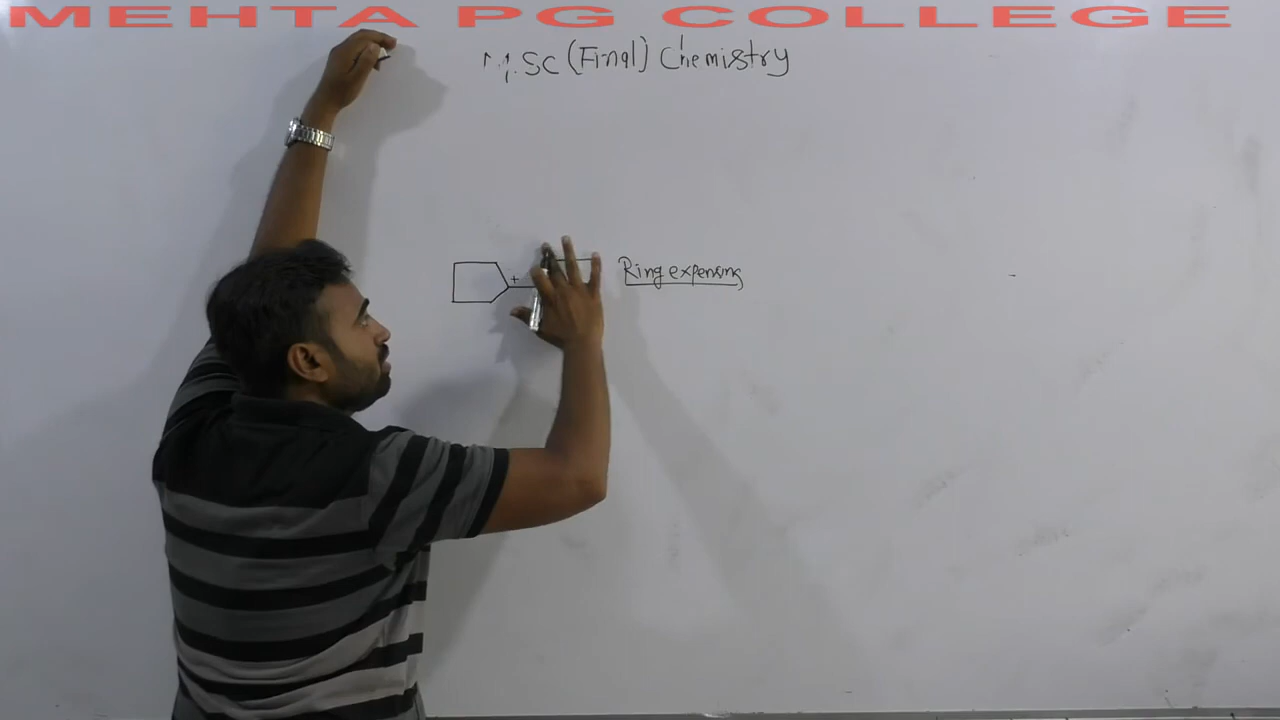 MEHTA PG COLLEGE
M.SC (Final) Chemistry
+ Ring expensing